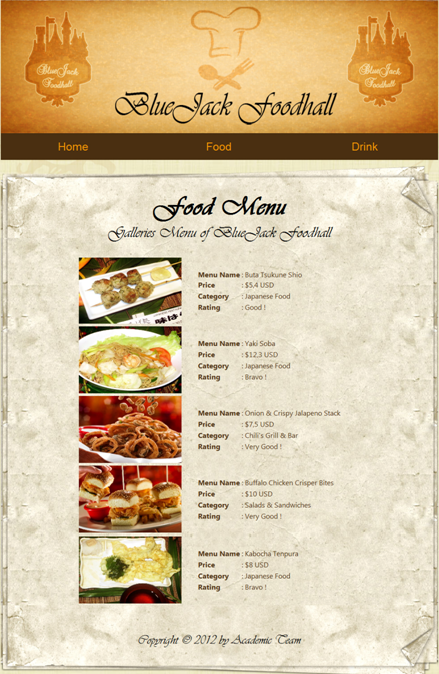 BlueJack
Foodhall
BlueJack
Foodhall
BlueJack Foodhall
Home Food Drink
Food Menu
Galleries Menu of BlueJack Foodhall
Menu Name : Buta Tsukune Shio
Price : $5.4 USD
Category : Japanese Food
Rating : Good !
Menu Name : Yaki Soba
Price : $12,3 USD
Category : Japanese Food
Rating : Bravo !
Menu Name : Onion & Crispy Jalapeno Stack
Price : $7,5 USD
Category : Chili's Grill & Bar
Rating : Very Good !
Menu Name : Buffalo Chicken Crisper Bites
Price : $10 USD
Category : Salads & Sandwiches
Rating : Very Good !
Menu Name : Kabocha Tenpura
Price : $8 USD
Category : Japanese Food
Rating : Bravo !
Copyright © 2012 by Academic Team